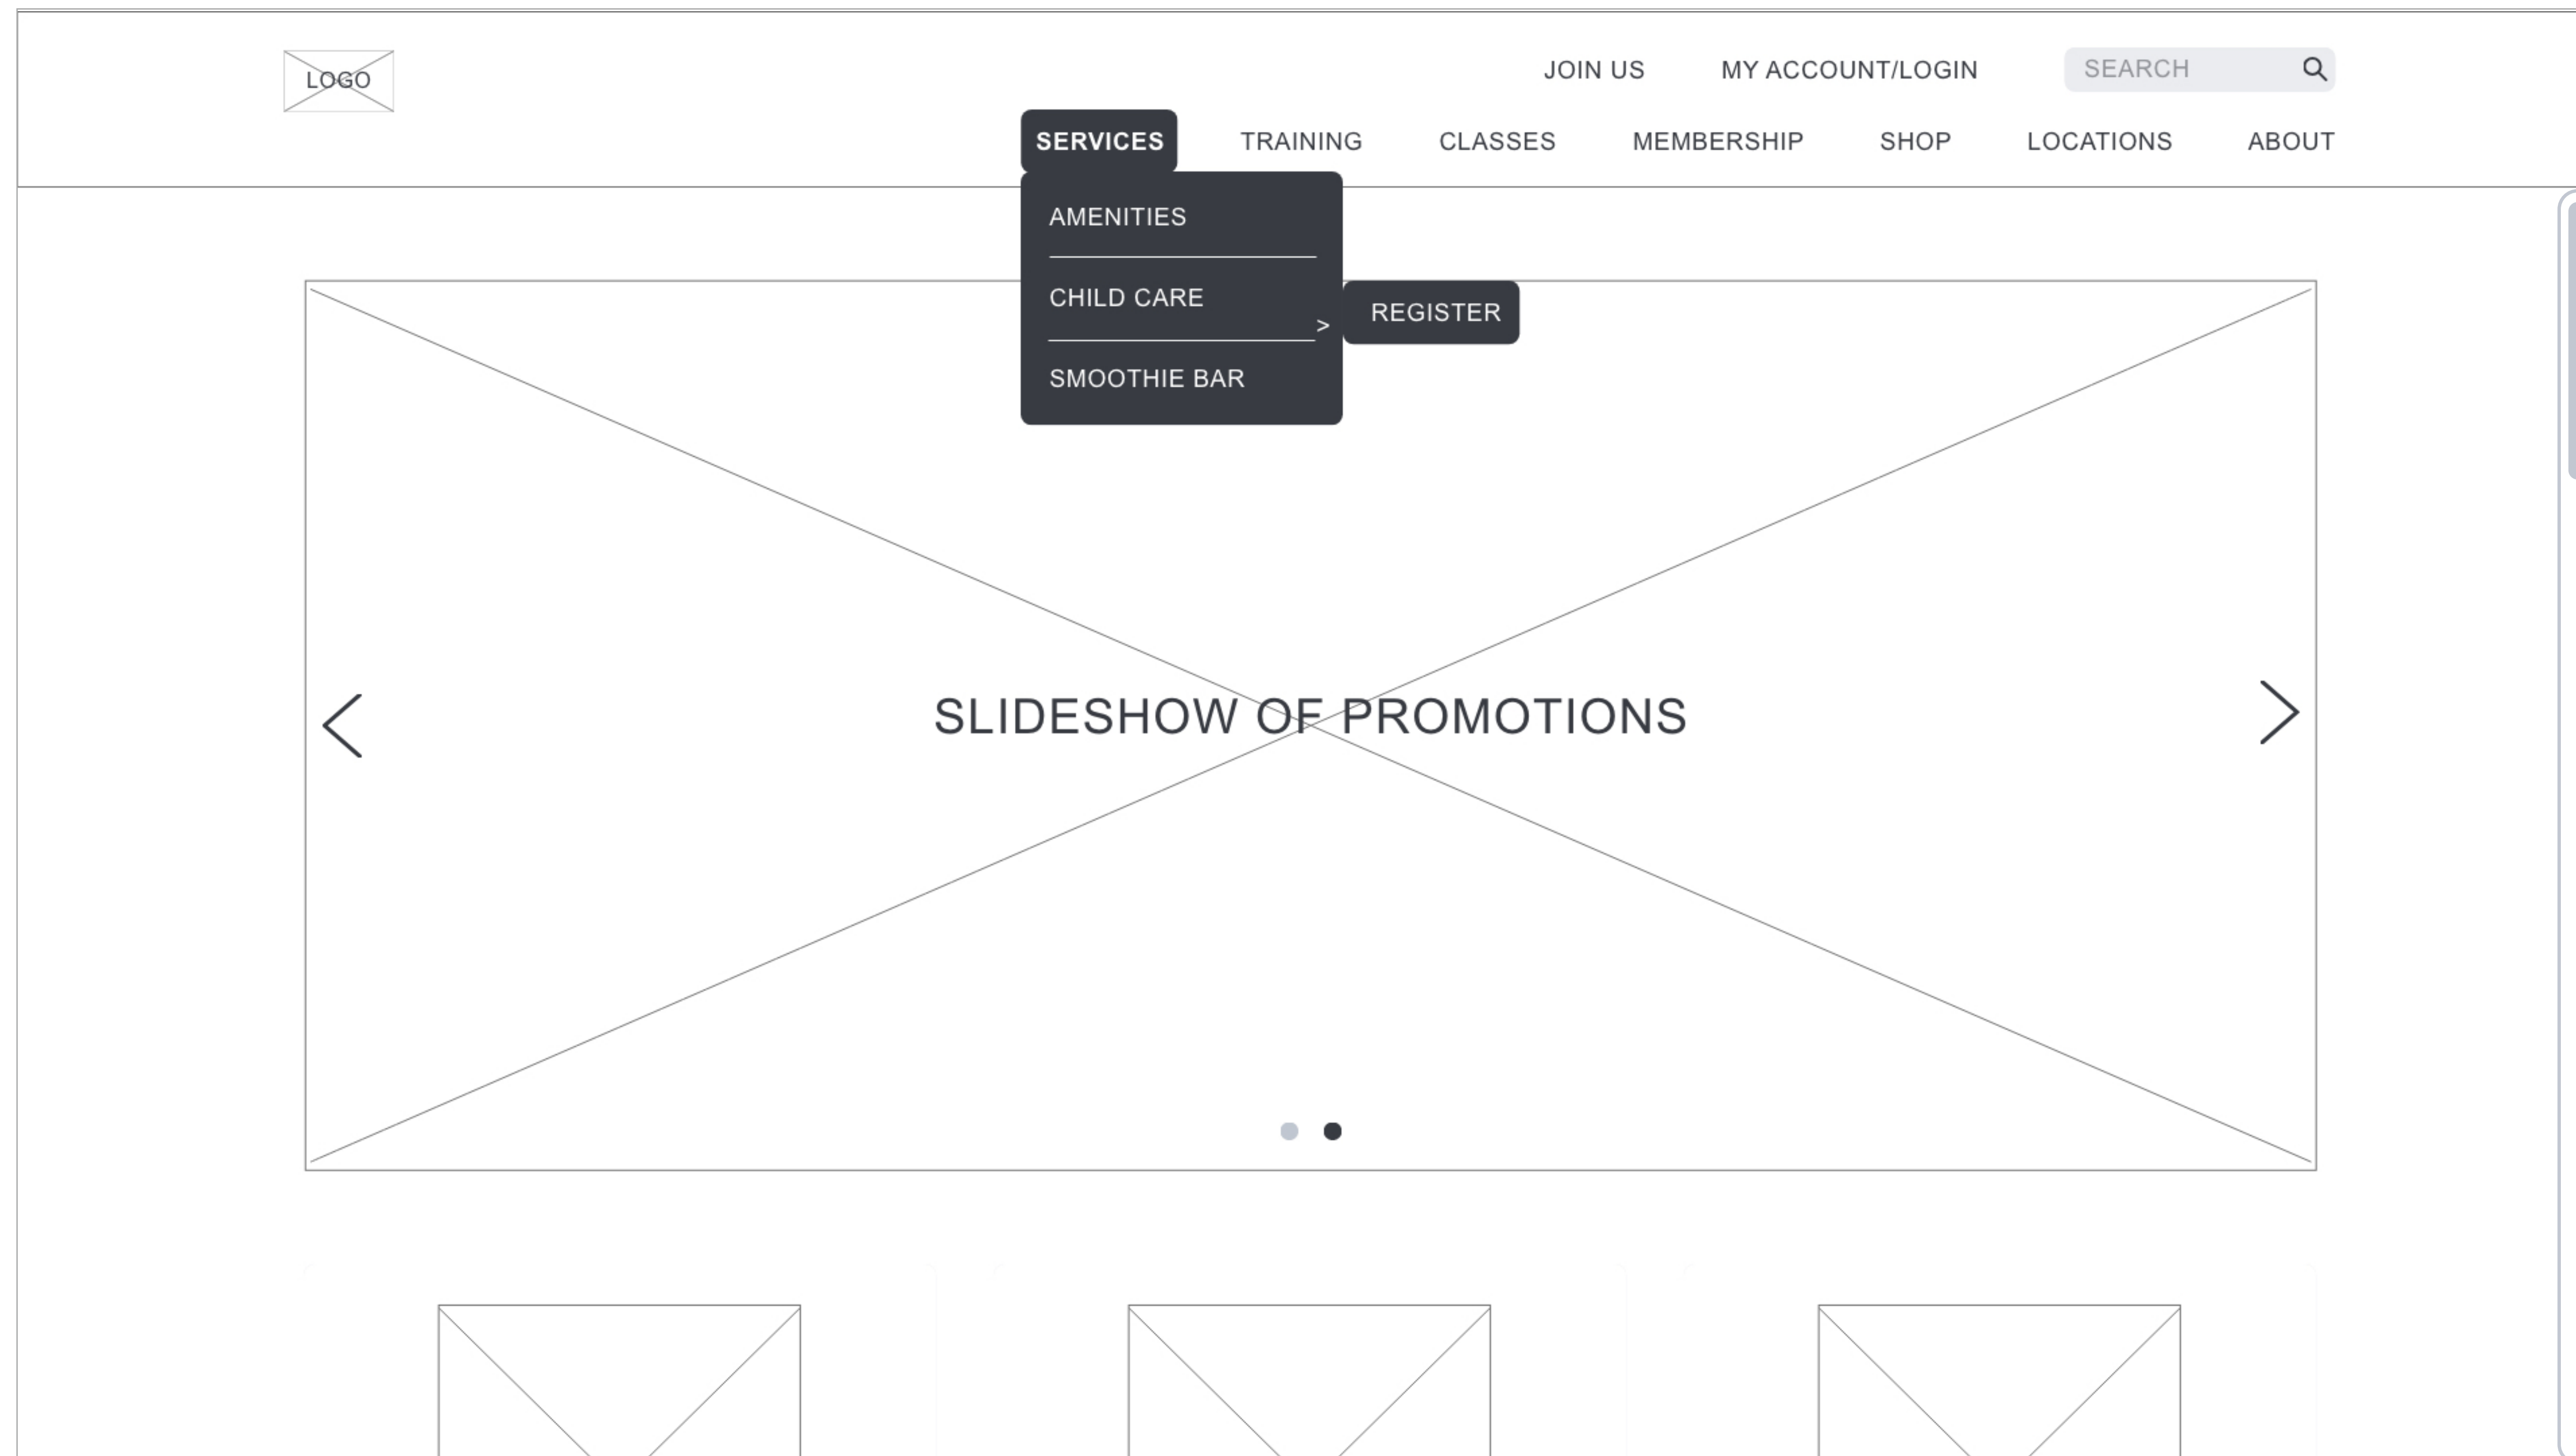 LOGO
JOIN US
MY ACCOUNT/LOGIN
SEARCH
SERVICES
TRAINING
CLASSES
MEMBERSHIP
SHOP
LOCATIONS
ABOUT
AMENITIES
CHILD CARE
>
REGISTER
SMOOTHIE BAR
SLIDESHOW OF PROMOTIONS